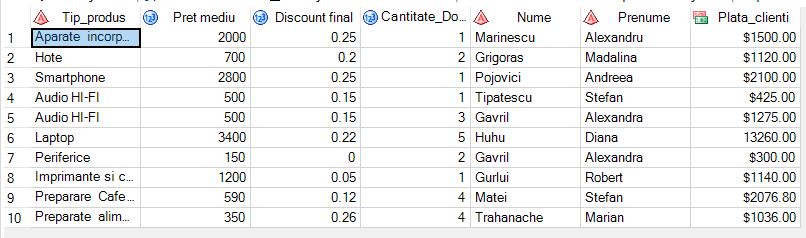 Tip_produs Pret mediu Discount final Cantitate_Do... Nume Prenume Plata_clienti
1 Aparate incorp... 2000 0.25 1 Marinescu Alexandru $1500.00
2 Hote 700 0.2 2 Grigoras Madalina $1120.00
3 Smartphone 2800 0.25 1 Pojovici Andreea $2100.00
4 Audio HI-FI 500 0.15 1 Tipatescu Stefan $425.00
5 Audio HI-FI 500 0.15 3 Gavril Alexandra $1275.00
6 Laptop 3400 0.22 5 Huhu Diana 13260.00
7 Periferice 150 0 2 Gavril Alexandra $300.00
8 Imprimante si c... 1200 0.05 1 Gurlui Robert $1140.00
9 Preparare Cafe... 590 0.12 4 Matei Stefan $2076.80
10 Preparate alim... 350 0.26 4 Trahanache Marian $1036.00